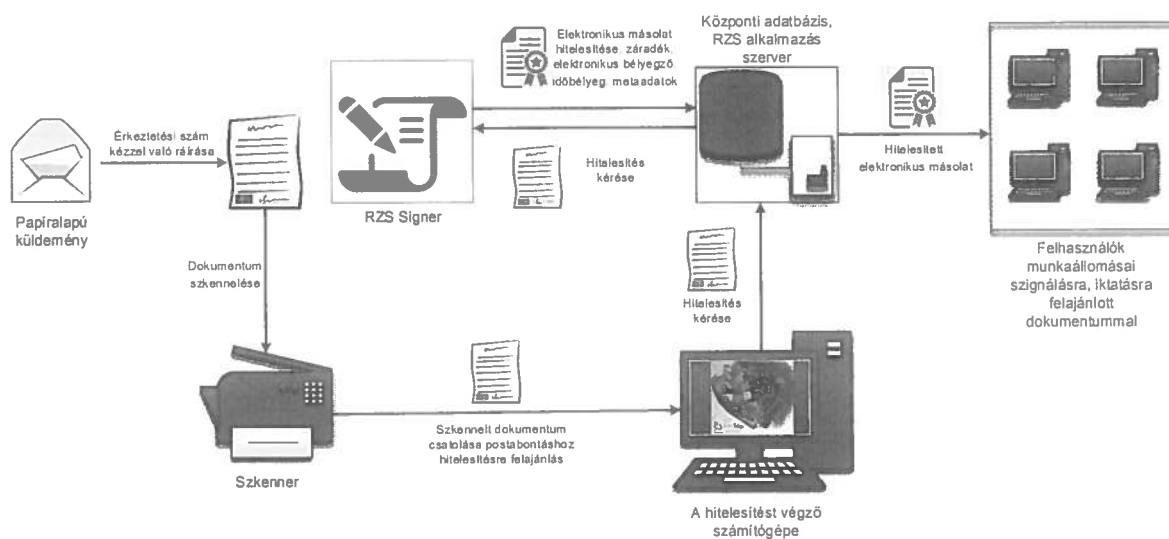 Központi adatbázis,
RZS alkalmazás
szerver
Elektronikus másolat
hitelesítése, záradék,
elektronikus bélyegző,
időbélyeg, metaadatok
Érkeztetési szám
kézzel való ráírása
Hitelesítés
kérése
Hitelesített
elektronikus másolat
Papíralapú
küldemény
RZS Signer
Felhasználók
munkaállomásai
szignálásra, iktatásra
felajánlott
dokumentummal
Dokumentum
szkennelése
Hitelesítés
kérése
Szkennelt dokumentum
csatolása postabontáshoz
hitelesítésre felajánlás
Szkenner
A hitelesítést végző
számítógépe